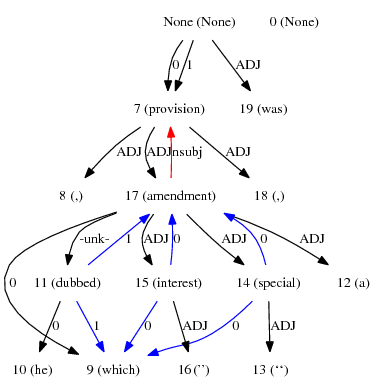 None (None) 0 (None)
0 1 ADJ
7 (provision) 19 (was)
ADJ ADJ nsubj ADJ
8 (,) 17 (amendment) 18 (,)
0 -unk- 1 ADJ 0 ADJ 0 ADJ
11 (dubbed) 15 (interest) 14 (special) 12 (a)
0 1 0 ADJ 0 ADJ
10 (he) 9 (which) 16 ('') 13 (“)